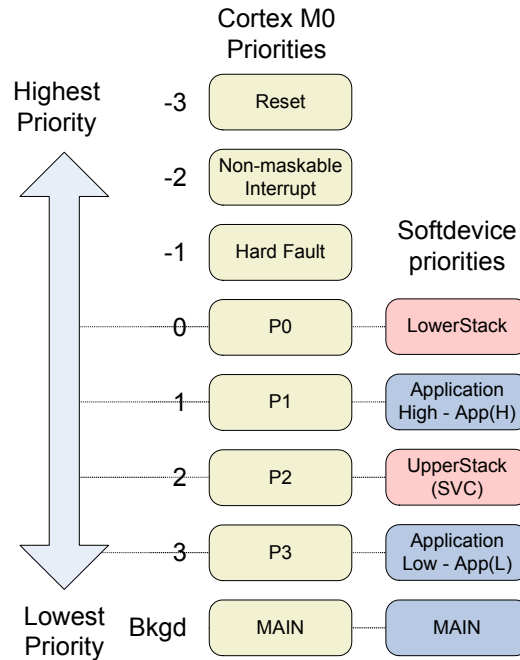 Cortex M0
Priorities
Highest
Priority
-3
Reset
-2
Non-maskable
Interrupt
-1
Hard Fault
Softdevice
priorities
0
P0
LowerStack
1
P1
Application
High - App(H)
2
P2
UpperStack
(SVC)
3
P3
Application
Low - App(L)
Lowest
Priority
Bkgd
MAIN
MAIN